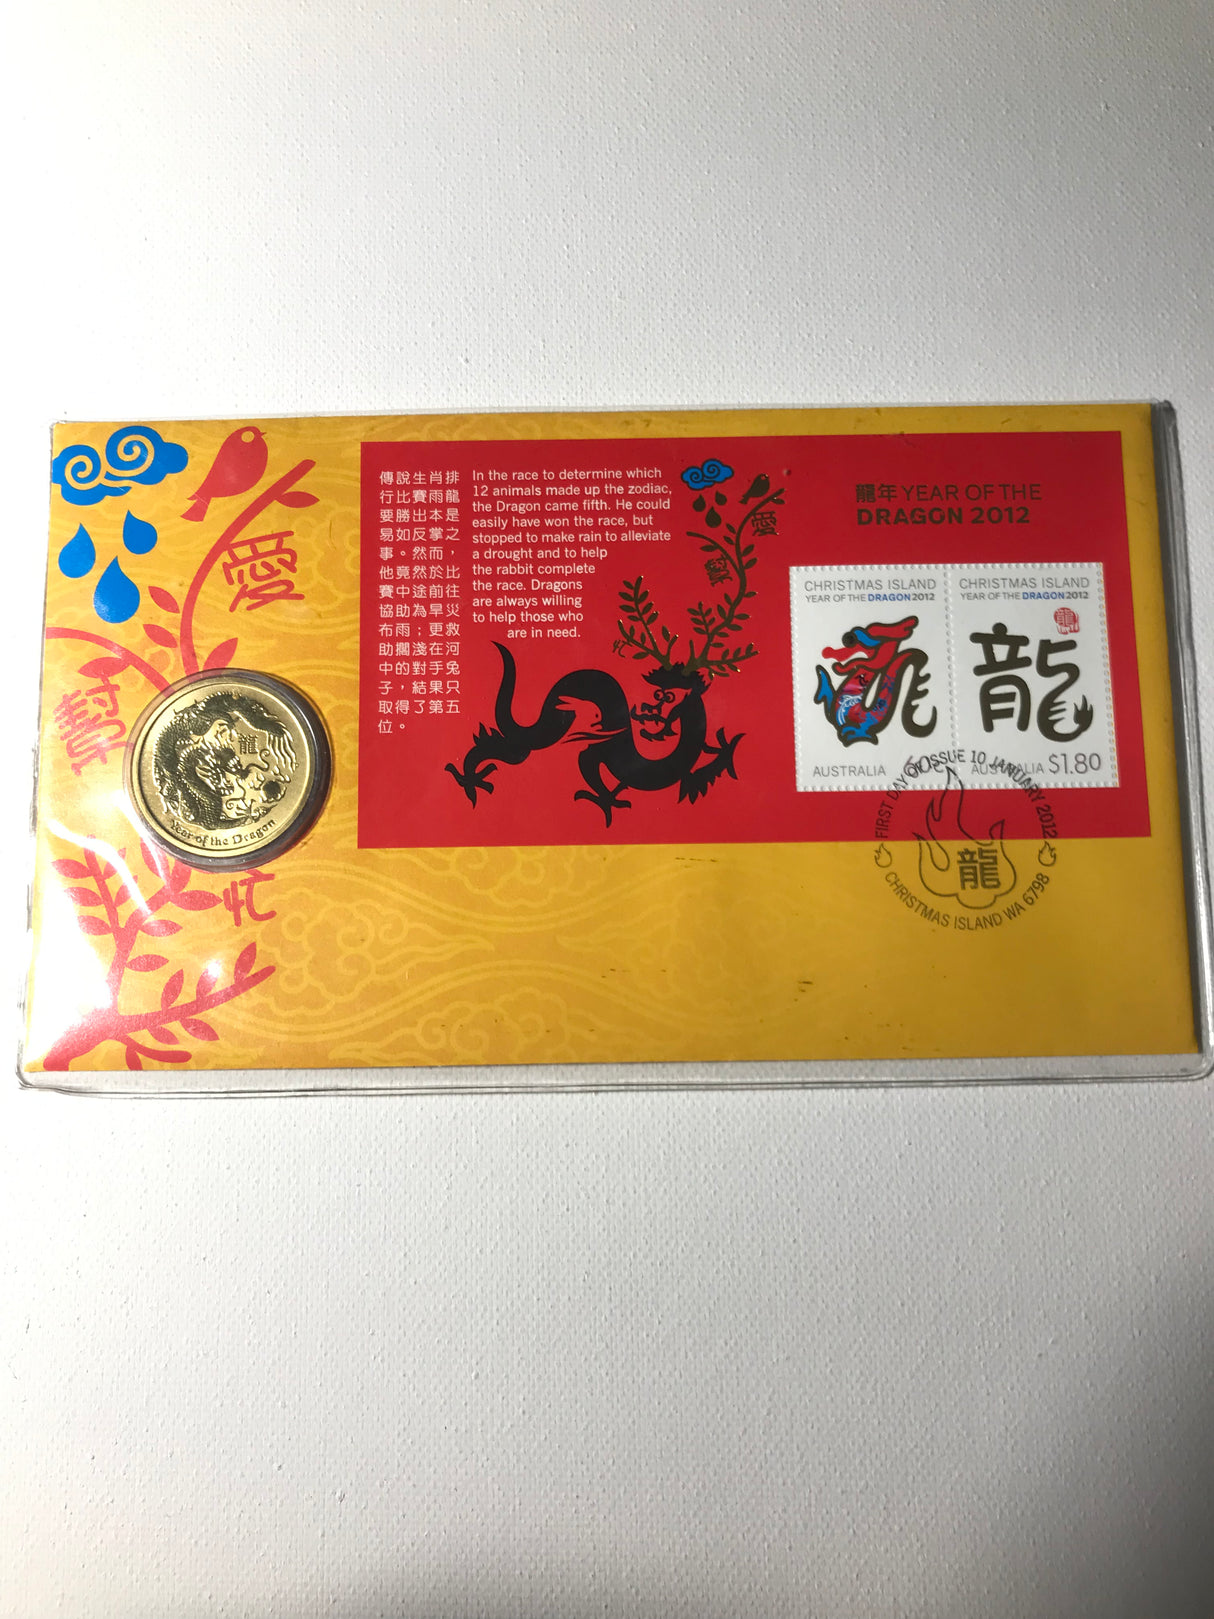 傳說生肖排
行比賽雨龍
要勝出本是
易如反掌之
事。然而，
他竟然於比
賽中途前往
協助為旱災
布雨；更救
助擱淺在河
中的對手兔
子，結果只
取得了第五
位。
In the race to determine which
12 animals made up the zodiac,
the Dragon came fifth. He could
easily have won the race, but
stopped to make rain to alleviate
a drought and to help
the rabbit complete
the race. Dragons
are always willing
to help those who
are in need.
龍年 YEAR OF THE
DRAGON 2012
CHRISTMAS ISLAND
YEAR OF THE DRAGON 2012
龍
AUSTRALIA 60c
CHRISTMAS ISLAND
YEAR OF THE DRAGON 2012
龍
龍
AUSTRALIA $1.80
FIRST DAY OF ISSUE 10 JANUARY 2012
龍
CHRISTMAS ISLAND WA 6798
愛
壽
忙
愛
壽
忙
龍
Year of the Dragon